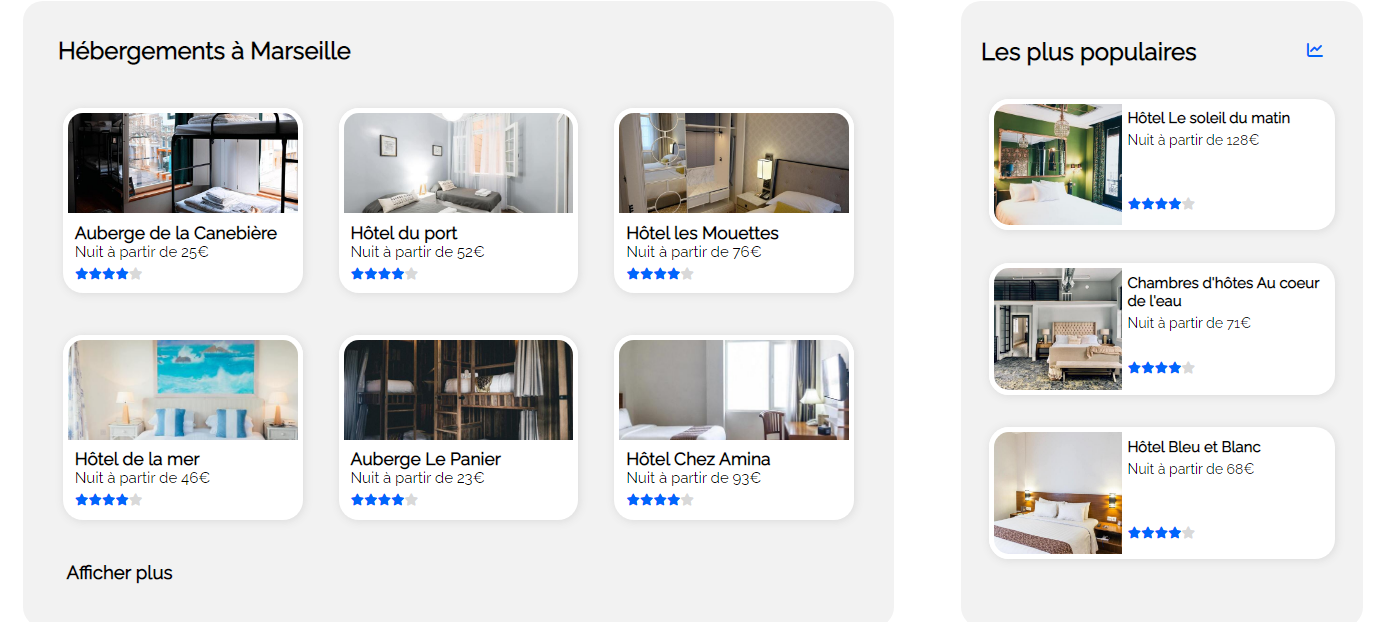 Hébergements à Marseille
Auberge de la Canebière
Nuit à partir de 25€
Hôtel du port
Nuit à partir de 52€
Hôtel les Mouettes
Nuit à partir de 76€
Hôtel de la mer
Nuit à partir de 46€
Auberge Le Panier
Nuit à partir de 23€
Hôtel Chez Amina
Nuit à partir de 93€
Afficher plus
Les plus populaires
Hôtel Le soleil du matin
Nuit à partir de 128€
Chambres d'hôtes Au coeur
de l'eau
Nuit à partir de 71€
Hôtel Bleu et Blanc
Nuit à partir de 68€